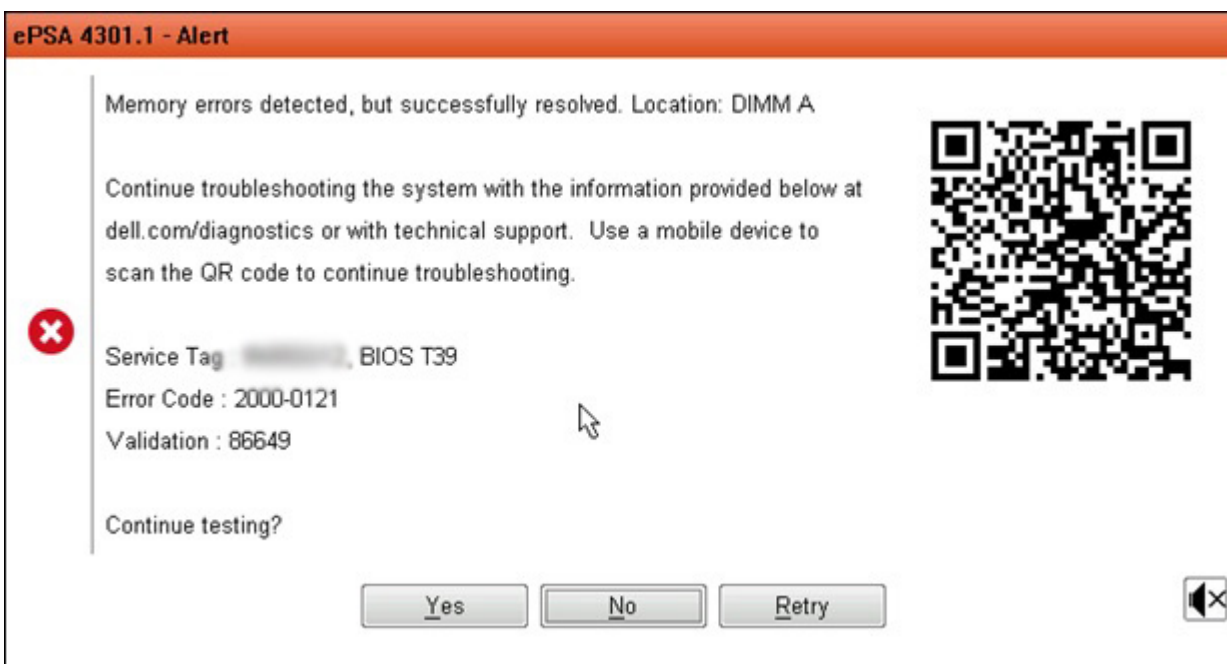 ePSA 4301.1 - Alert
Memory errors detected, but successfully resolved. Location: DIMM A
Continue troubleshooting the system with the information provided below at
dell.com/diagnostics or with technical support. Use a mobile device to
scan the QR code to continue troubleshooting.
Service Tag : , BIOS T39
Error Code : 2000-0121
Validation : 86649
Continue testing?
Yes
No
Retry